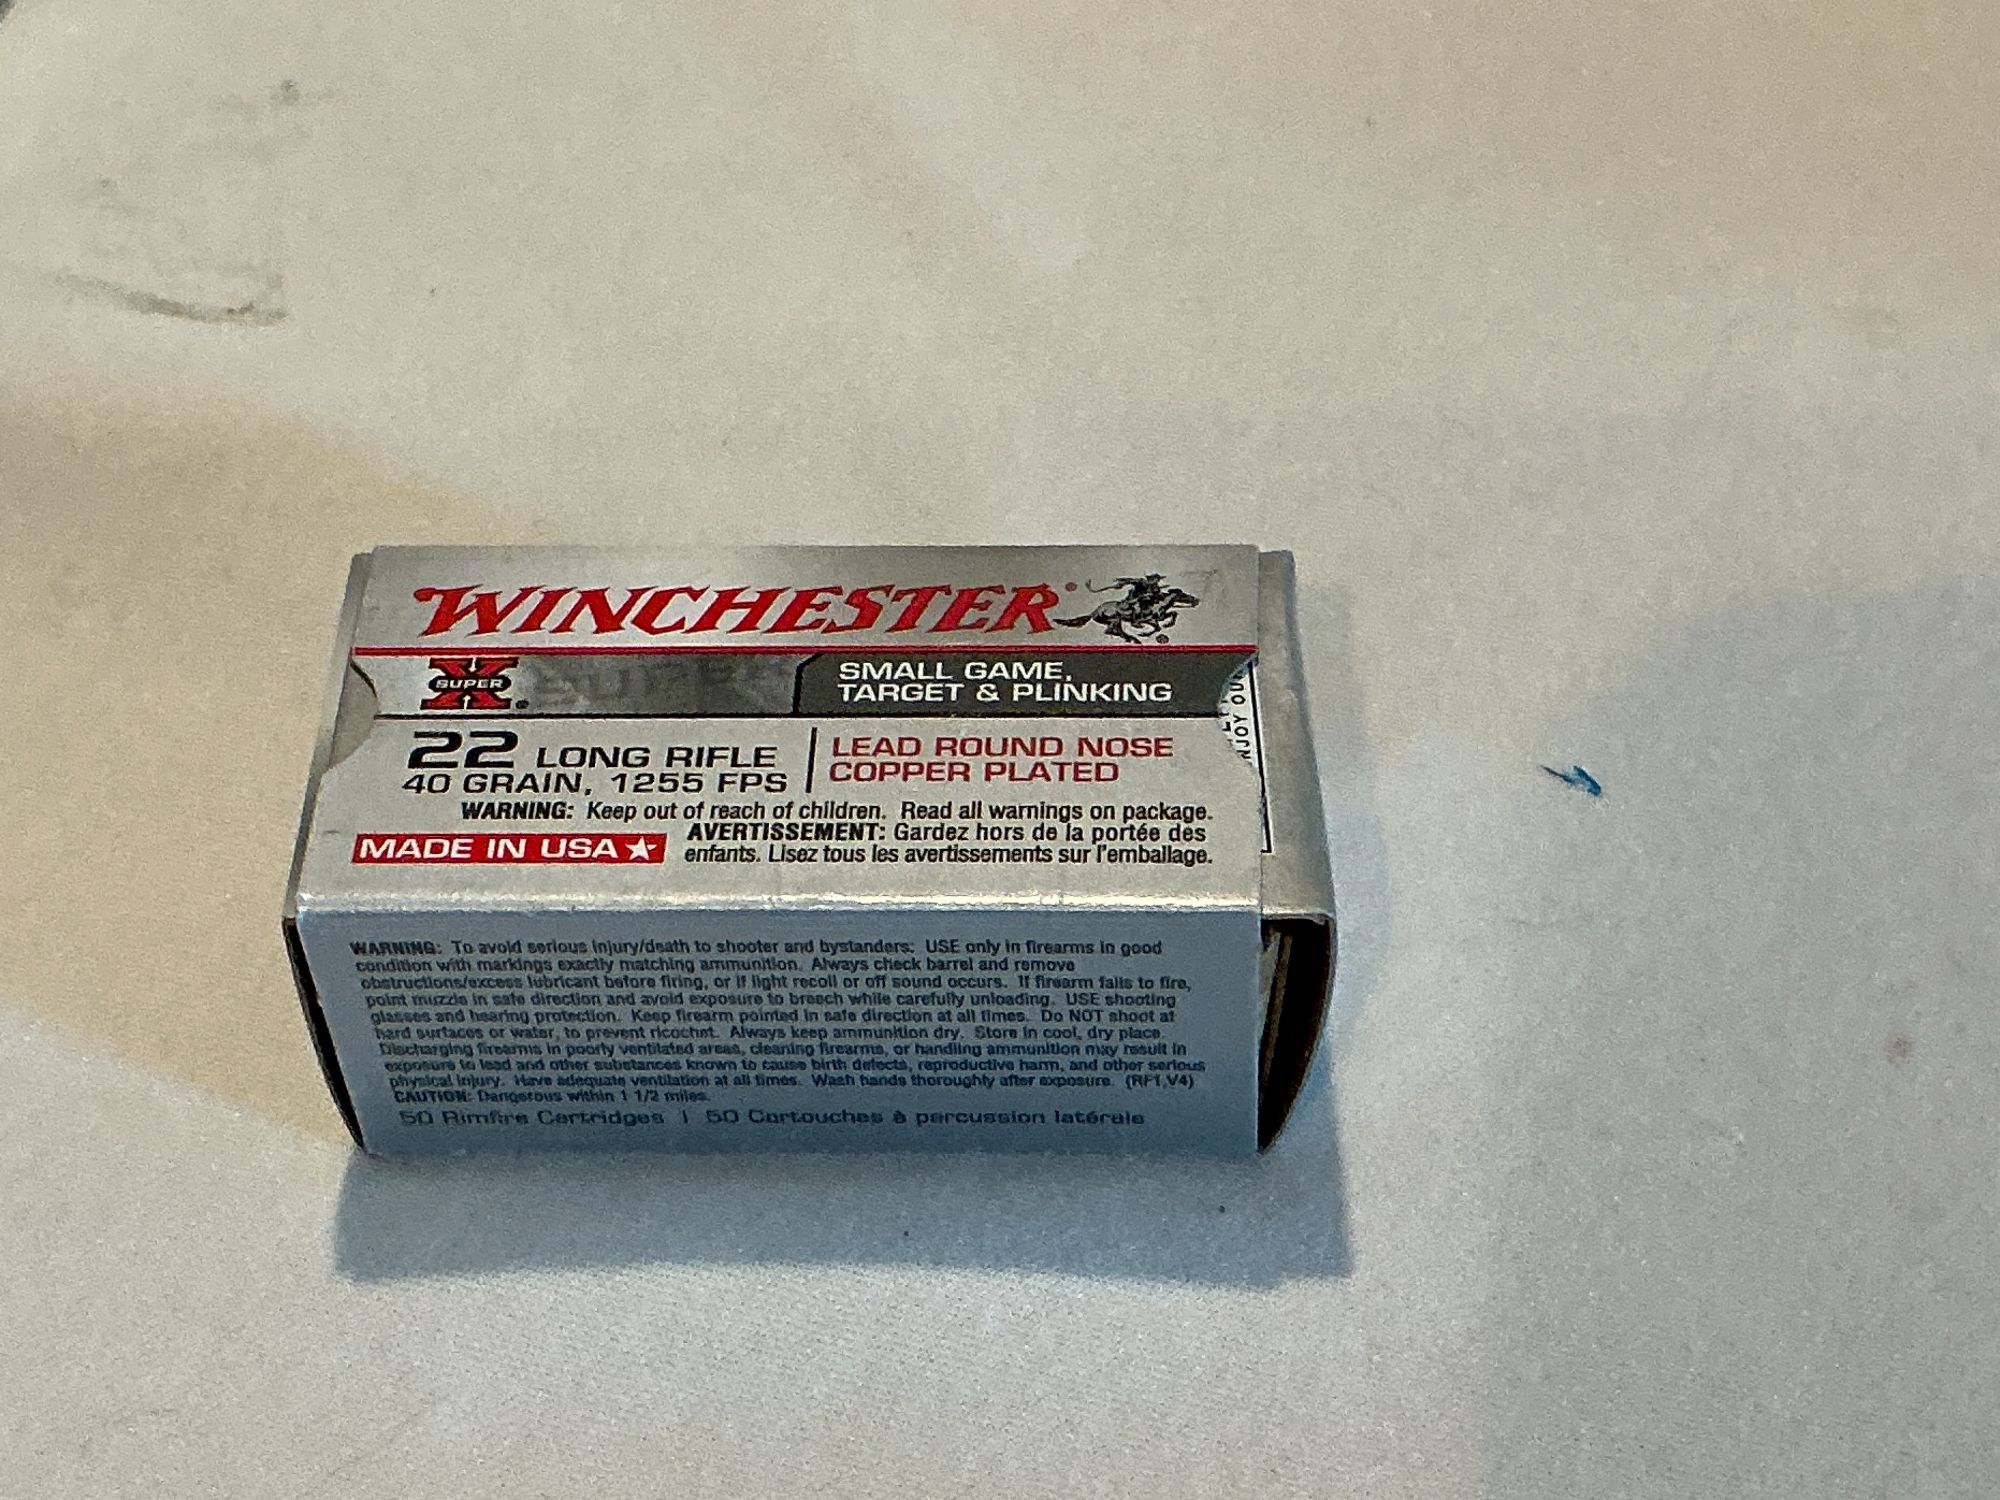 WINCHESTER®
X SUPER ®
SMALL GAME,
TARGET & PLINKING
22 LONG RIFLE
40 GRAIN, 1255 FPS
LEAD ROUND NOSE
COPPER PLATED
WARNING: Keep out of reach of children. Read all warnings on package.
AVERTISSEMENT: Gardez hors de la portée des
enfants. Lisez tous les avertissements sur l'emballage.
MADE IN USA
NJOY OU
WARNING: To avoid serious injury/death to shooter and bystanders: USE only in firearms in good
condition with markings exactly matching ammunition. Always check barrel and remove
obstructions/excess lubricant before firing, or if light recoil or off sound occurs. If firearm fails to fire,
point muzzle in safe direction and avoid exposure to breech while carefully unloading. USE shooting
glasses and hearing protection. Keep firearm pointed in safe direction at all times. Do NOT shoot at
hard surfaces or water, to prevent ricochet. Always keep ammunition dry. Store in cool, dry place.
Discharging firearms in poorly ventilated areas, cleaning firearms, or handling ammunition may result in
exposure to lead and other substances known to cause birth defects, reproductive harm, and other serious
physical injury. Have adequate ventilation at all times. Wash hands thoroughly after exposure. (RF1,V4)
CAUTION: Dangerous within 1 1/2 miles.
50 Rimfire Cartridges | 50 Cartouches à percussion latérale